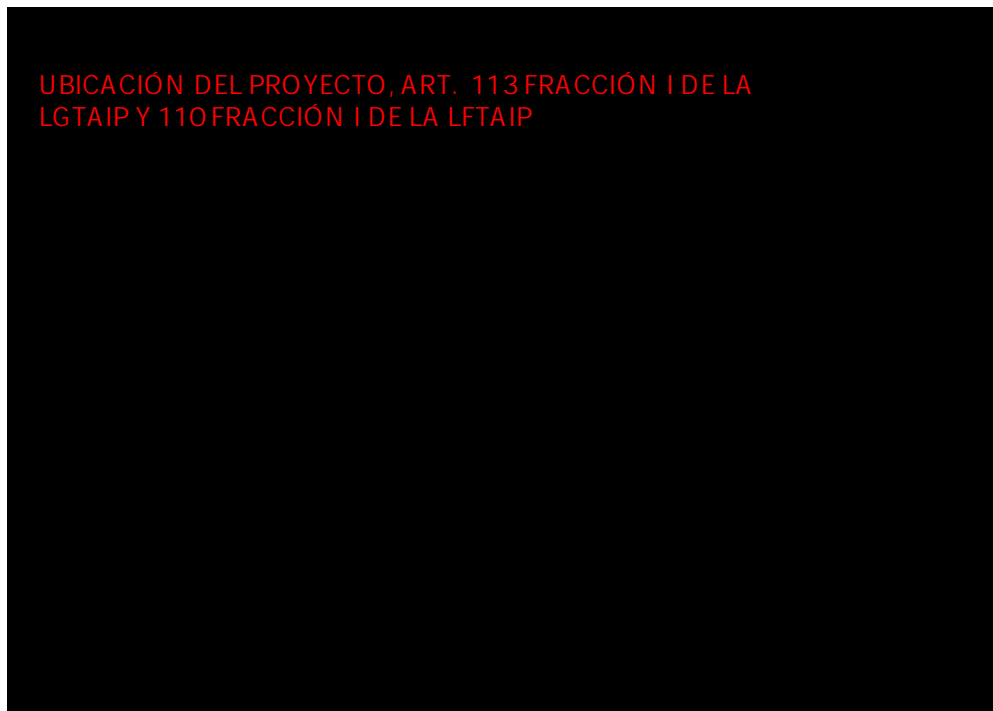 UBICACIÓN DEL PROYECTO, ART. 113 FRACCIÓN I DE LA
LGTAIP Y 110 FRACCIÓN I DE LA LFTAIP